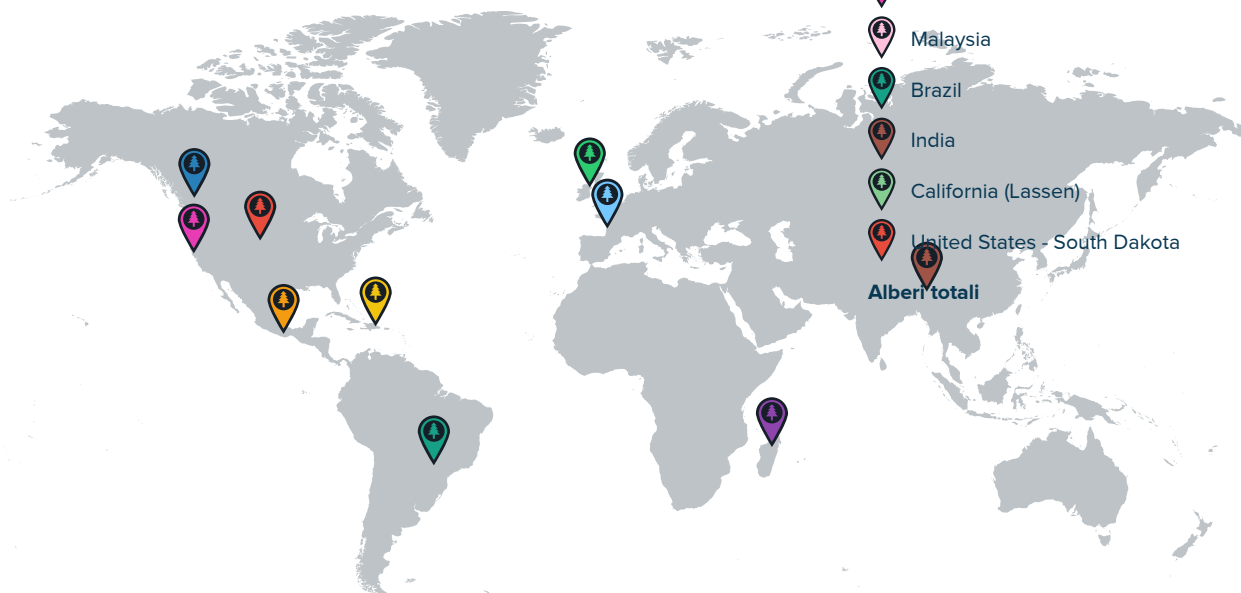 Malaysia
Brazil
India
California (Lassen)
United States - South Dakota
Alberi totali